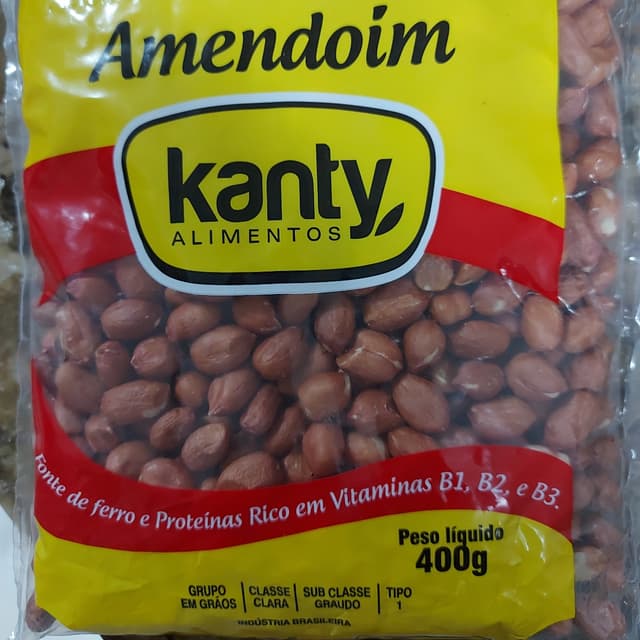 Amendoim
kanty
ALIMENTOS
Fonte de ferro e Proteínas Rico em Vitaminas B1, B2, e B3.
Peso líquido
400g
GRUPO EM GRÃOS | CLASSE CLARA | SUB CLASSE GRAUDO | TIPO 1
INDÚSTRIA BRASILEIRA